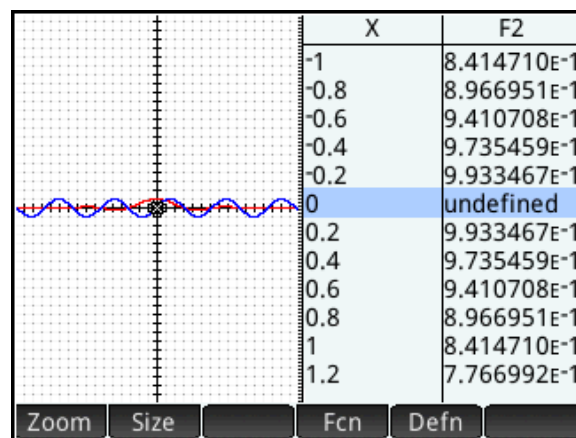 X F2
-1 8.414710E-1
-0.8 8.966951E-1
-0.6 9.410708E-1
-0.4 9.735459E-1
-0.2 9.933467E-1
0 undefined
0.2 9.933467E-1
0.4 9.735459E-1
0.6 9.410708E-1
0.8 8.966951E-1
1 8.414710E-1
1.2 7.766992E-1
Zoom Size Fcn Defn